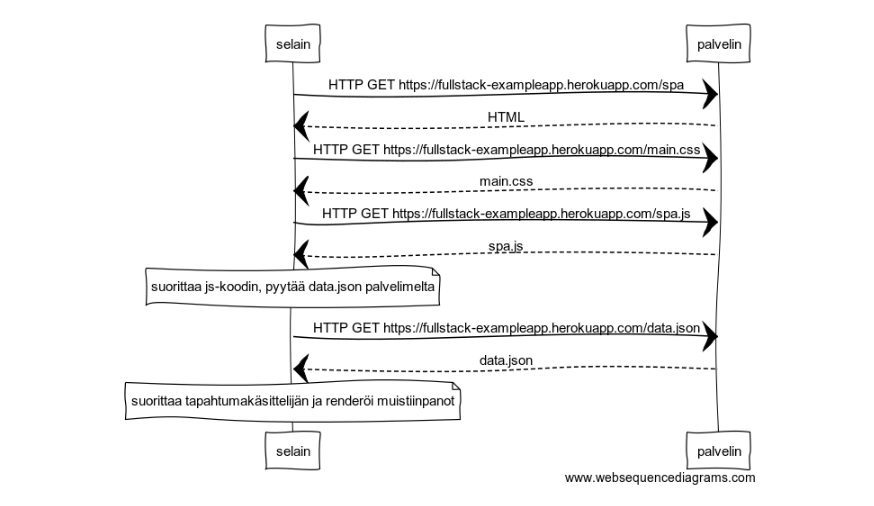 selain
palvelin
HTTP GET https://fullstack-exampleapp.herokuapp.com/spa
HTML
HTTP GET https://fullstack-exampleapp.herokuapp.com/main.css
main.css
HTTP GET https://fullstack-exampleapp.herokuapp.com/spa.js
spa.js
suorittaa js-koodin, pyytää data.json palvelimelta
HTTP GET https://fullstack-exampleapp.herokuapp.com/data.json
data.json
suorittaa tapahtumakäsittelijän ja renderöi muistiinpanot
selain
palvelin
www.websequencediagrams.com